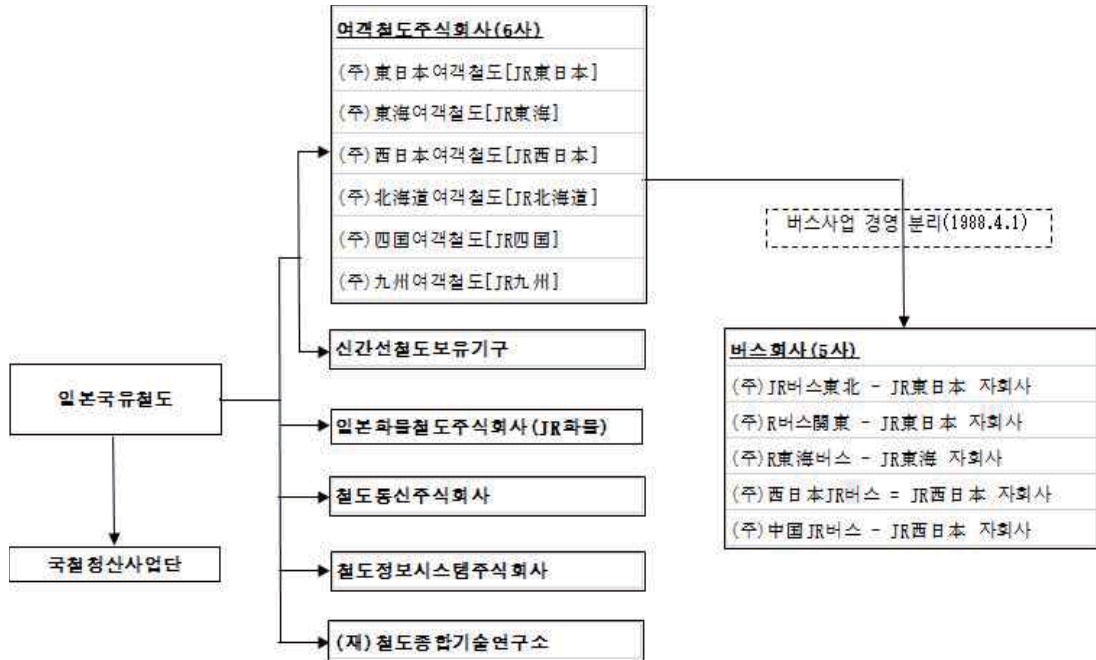 여객철도주식회사(6사)
(주)東日本여객철도[JR東日本]
(주)東海여객철도[JR東海]
(주)西日本여객철도[JR西日本]
(주)北海道여객철도[JR北海道]
(주)四国여객철도[JR四国]
(주)九州여객철도[JR九州]
버스사업 경영 분리(1988.4.1)
신간선철도보유기구
버스회사(5사)
(주)JR버스東北 - JR東日本 자회사
(주)R버스関東 - JR東日本 자회사
(주)R東海버스 - JR東海 자회사
(주)西日本JR버스 = JR西日本 자회사
(주)中国JR버스 - JR西日本 자회사
일본국유철도
일본화물철도주식회사(JR화물)
철도통신주식회사
국철청산사업단
철도정보시스템주식회사
(재)철도종합기술연구소